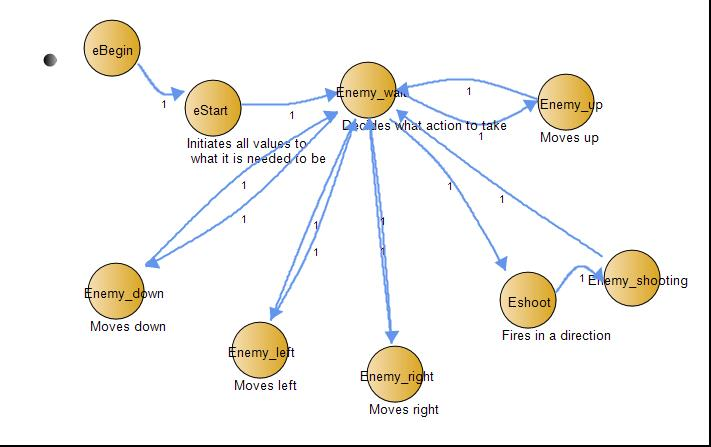 eBegin
1
eStart
Initiates all values to
what it is needed to be
1
Enemy_wait
Decides what action to take
1
1
Enemy_up
Moves up
1
1
Enemy_down
Moves down
1
1
Enemy_left
Moves left
1
1
Enemy_right
Moves right
1
1
Eshoot
Fires in a direction
1
Enemy_shooting